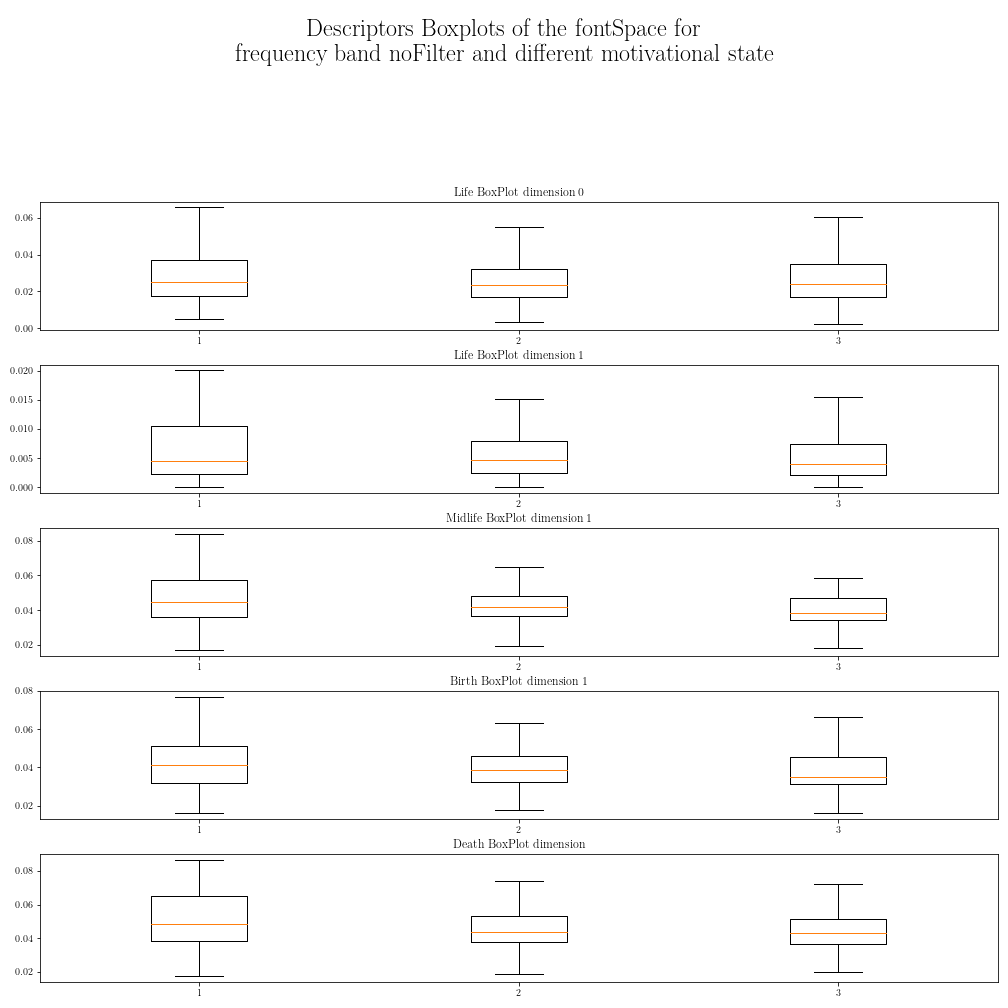 Descriptors Boxplots of the fontSpace for
frequency band noFilter and different motivational state
Life BoxPlot dimension 0
0.06
0.04
0.02
0.00
1 2 3
Life BoxPlot dimension 1
0.020
0.015
0.010
0.005
0.000
1 2 3
Midlife BoxPlot dimension 1
0.08
0.06
0.04
0.02
1 2 3
Birth BoxPlot dimension 1
0.08
0.06
0.04
0.02
1 2 3
Death BoxPlot dimension
0.08
0.06
0.04
0.02
1 2 3